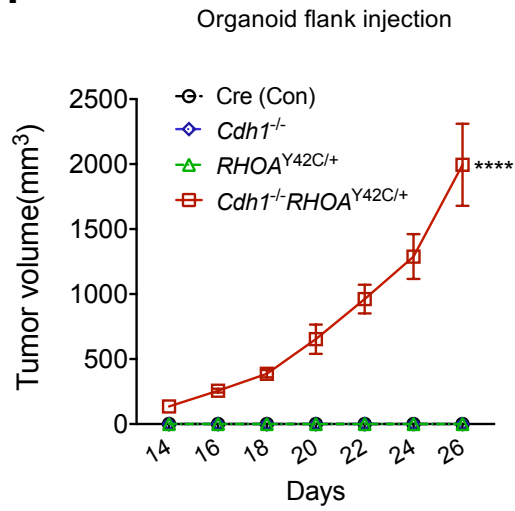 Organoid flank injection
Tumor volume(mm³)
2500
2000
1500
1000
500
0
Cre (Con)
Cdh1⁻/⁻
RHOAY42C/+
Cdh1⁻/⁻RHOAY42C/+
****
14 16 18 20 22 24 26
Days